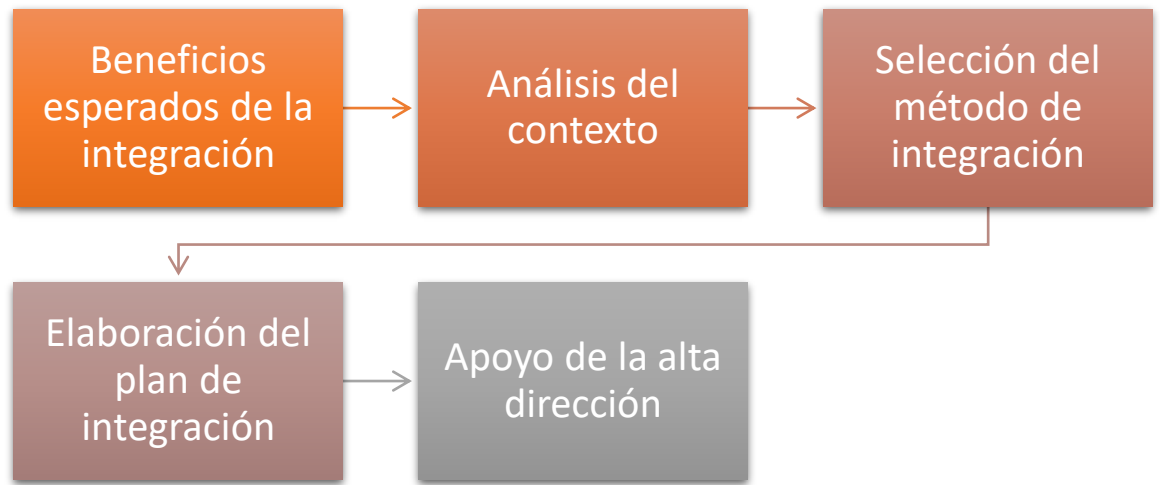 Beneficios
esperados de la
integración
Análisis del
contexto
Selección del
método de
integración
Elaboración del
plan de
integración
Apoyo de la alta
dirección